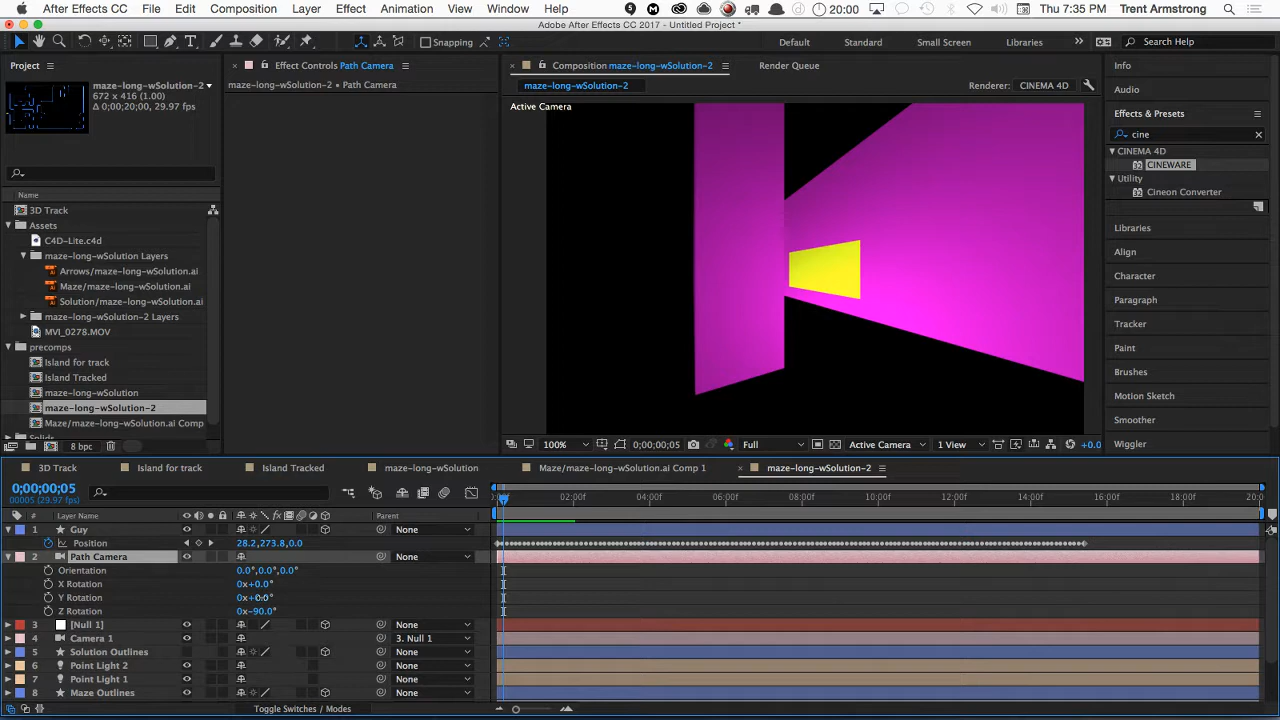 After Effects CC File Edit Composition Layer Effect Animation View Window Help 20:00 Thu 7:35 PM Trent Armstrong
Adobe After Effects CC 2017 - Untitled Project *
Snapping Default Standard Small Screen Libraries Search Help
Project
Effect Controls Path Camera
Composition maze-long-wSolution-2 Render Queue
maze-long-wSolution-2 • Path Camera
maze-long-wSolution-2 Renderer: CINEMA 4D
maze-long-wSolution-2
672 x 416 (1.00)
Δ 0;00;20;00, 29.97 fps
Active Camera
Name
3D Track
Assets
C4D-Lite.c4d
maze-long-wSolution Layers
Arrows/maze-long-wSolution.ai
Maze/maze-long-wSolution.ai
Solution/maze-long-wSolution.ai
maze-long-wSolution-2 Layers
MVI_0278.MOV
precomps
Island for track
Island Tracked
maze-long-wSolution
maze-long-wSolution-2
Maze/maze-long-wSolution.ai Comp
Solids
8 bpc
100% 0;00;00;05 Full Active Camera 1 View +0.0
Info
Audio
Effects & Presets
cine
CINEMA 4D
32 CINEWARE
Utility
32 Cineon Converter
Libraries
Align
Character
Paragraph
Tracker
Paint
Brushes
Motion Sketch
Smoother
Wiggler
3D Track Island for track Island Tracked maze-long-wSolution Maze/maze-long-wSolution.ai Comp 1 maze-long-wSolution-2
0;00;00;05
00005 (29.97 fps)
:00f 02:00f 04:00f 06:00f 08:00f 10:00f 12:00f 14:00f 16:00f 18:00f 20:0
# Layer Name fx Parent
1 Guy None
Position 28.2,273.8,0.0
2 Path Camera None
Orientation 0.0°,0.0°,0.0°
X Rotation 0x+0.0°
Y Rotation 0x+0.0°
Z Rotation 0x-90.0°
3 [Null 1] None
4 Camera 1 3. Null 1
5 Solution Outlines None
6 Point Light 2 None
7 Point Light 1 None
8 Maze Outlines None
Toggle Switches / Modes